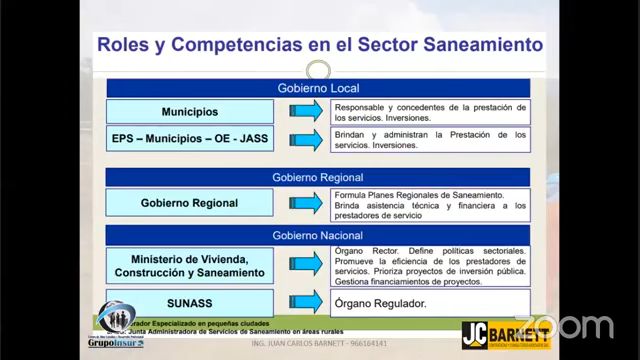 Roles y Competencias en el Sector Saneamiento
Gobierno Local
Municipios
Responsable y concedentes de la prestación de
los servicios. Inversiones.
EPS – Municipios – OE - JASS
Brindan y administran la Prestación de los
servicios. Inversiones.
Gobierno Regional
Gobierno Regional
Formula Planes Regionales de Saneamiento.
Brinda asistencia técnica y financiera a los
prestadores de servicio
Gobierno Nacional
Ministerio de Vivienda,
Construcción y Saneamiento
Órgano Rector. Define políticas sectoriales.
Promueve la eficiencia de los prestadores de
servicios. Prioriza proyectos de inversión pública.
Gestiona financiamientos de proyectos.
SUNASS
Órgano Regulador.
Especializado en pequeñas ciudades
Junta Administradora de Servicios de Saneamiento en áreas rurales
GrupoInsur
ING. JUAN CARLOS BARNETT - 966164141
JC BARNETT
zoom